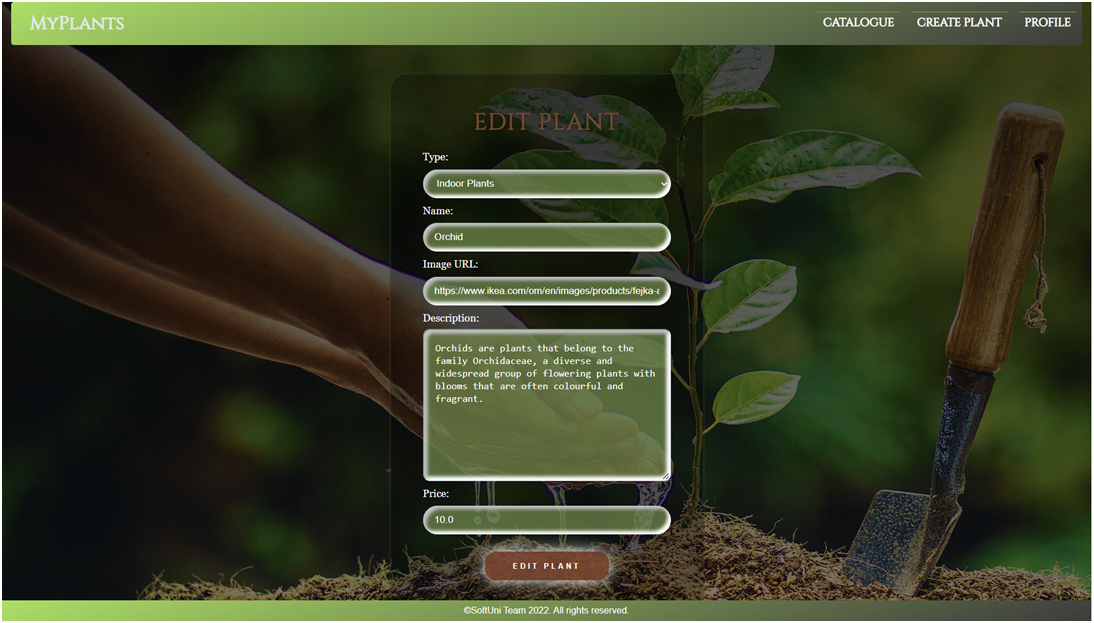 MyPlants
CATALOGUE CREATE PLANT PROFILE
EDIT PLANT
Type:
Indoor Plants
Name:
Orchid
Image URL:
https://www.ikea.com/om/en/images/products/fejka-a
Description:
Orchids are plants that belong to the
family Orchidaceae, a diverse and
widespread group of flowering plants with
blooms that are often colourful and
fragrant.
Price:
10.0
EDIT PLANT
©SoftUni Team 2022. All rights reserved.